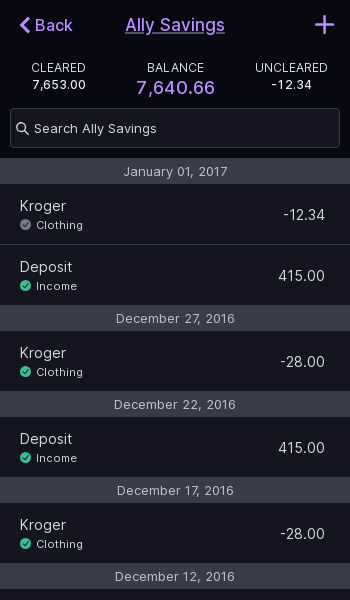 Back
Ally Savings
CLEARED
BALANCE
UNCLEARED
7,653.00
7,640.66
-12.34
Search Ally Savings
January 01, 2017
Kroger
-12.34
Clothing
Deposit
415.00
Income
December 27, 2016
Kroger
-28.00
Clothing
December 22, 2016
Deposit
415.00
Income
December 17, 2016
Kroger
-28.00
Clothing
December 12, 2016